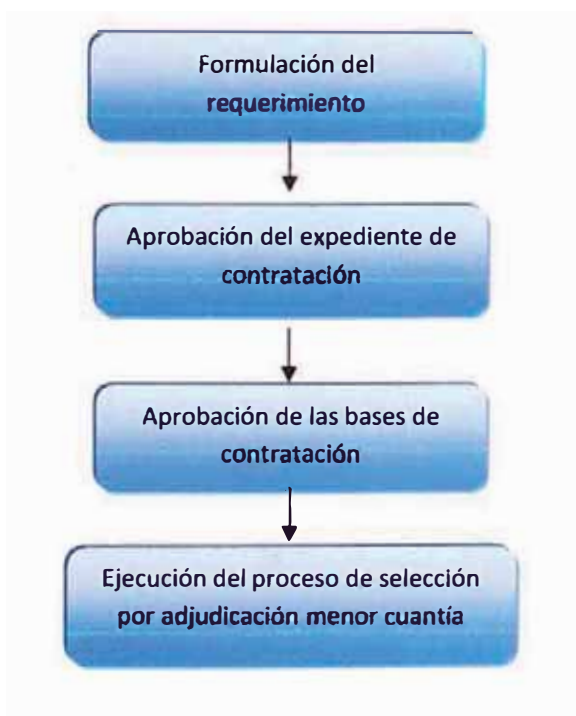 Formulación del
requerimiento
Aprobación del expediente de
contratación
Aprobación de las bases de
contratación
Ejecución del proceso de selección
por adjudicación menor cuantía